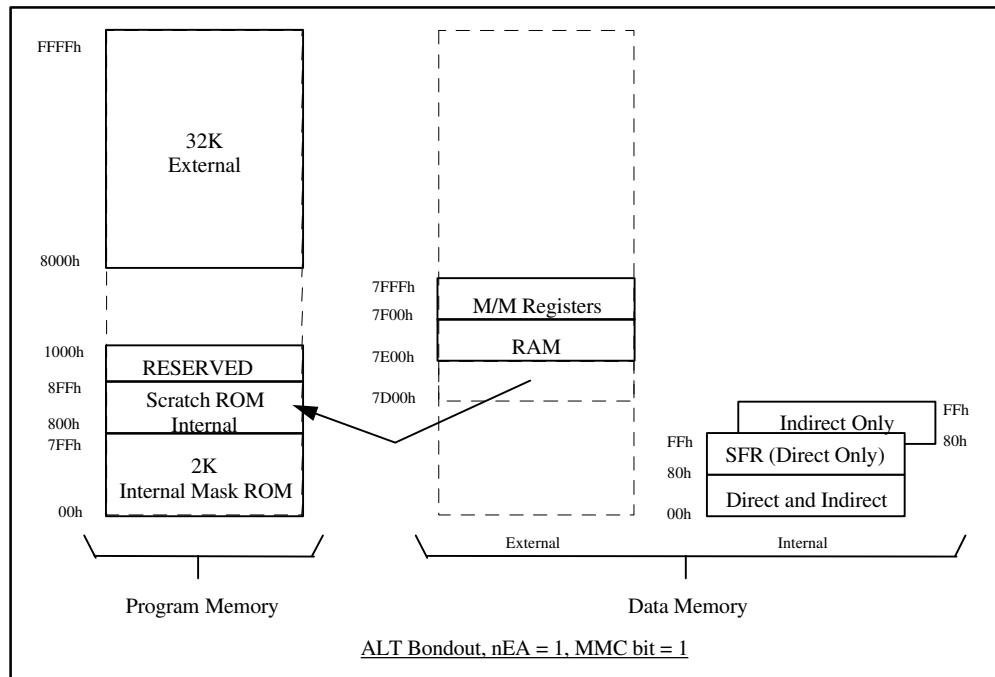 FFFFh
32K
External
8000h
1000h
RESERVED
8FFh
Scratch ROM
Internal
800h
7FFh
2K
Internal Mask ROM
00h
7FFFh
M/M Registers
7F00h
RAM
7E00h
7D00h
FFh
Indirect Only
80h
FFh
SFR (Direct Only)
80h
Direct and Indirect
00h
External
Internal
Program Memory
Data Memory
ALT Bondout, nEA = 1, MMC bit = 1